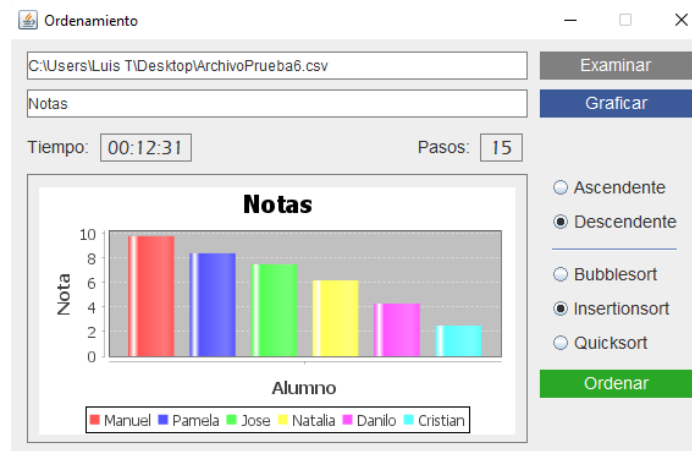 Ordenamiento
C:\Users\Luis T\Desktop\ArchivoPrueba6.csv
Examinar
Notas
Graficar
Tiempo: 00:12:31
Pasos: 15
Notas
10
8
6
4
2
0
Nota
Alumno
Manuel Pamela Jose Natalia Danilo Cristian
Ascendente
Descendente
Bubblesort
Insertionsort
Quicksort
Ordenar